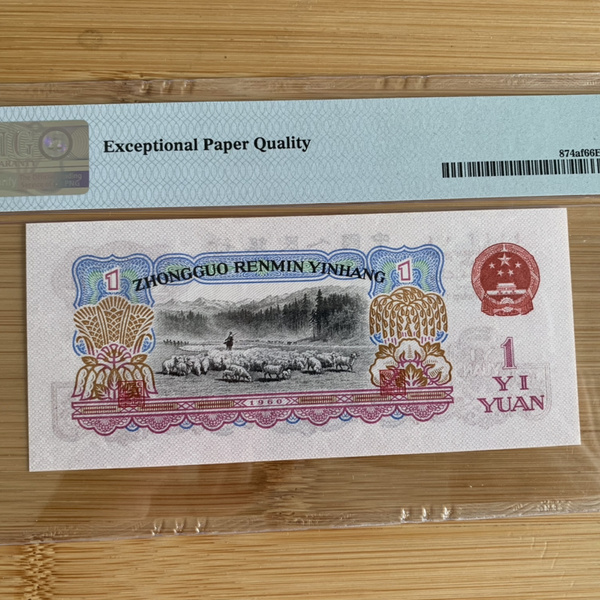 Exceptional Paper Quality
874af66E
1
ZHONGGUO RENMIN YINHANG
1
1960
1
YI
YUAN